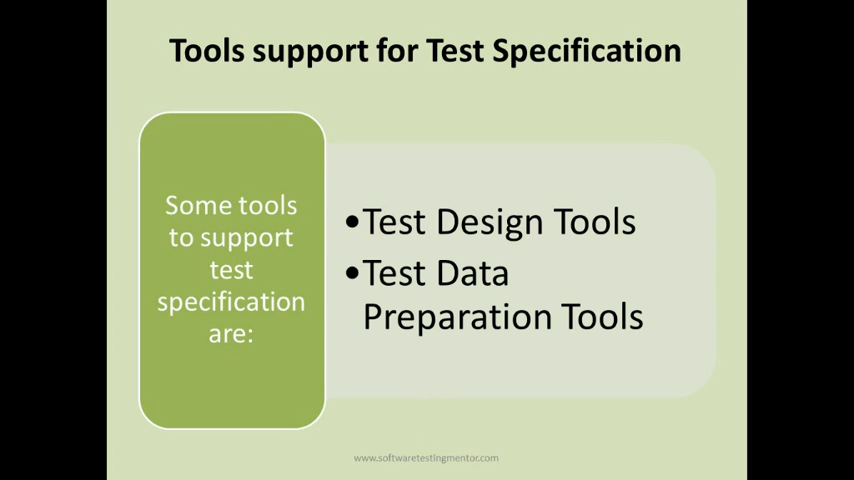 Tools support for Test Specification
Some tools
to support
test
specification
are:
•Test Design Tools
•Test Data
Preparation Tools
www.softwaretestingmentor.com